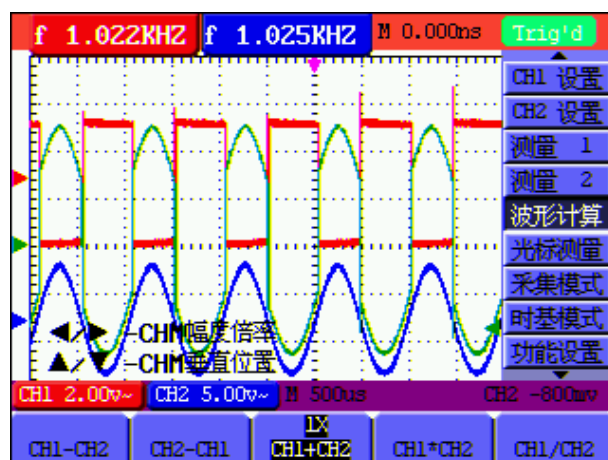 f 1.022KHZ f 1.025KHZ M 0.000ns Trig'd
CH1 设置
CH2 设置
测量 1
测量 2
波形计算
光标测量
采集模式
时基模式
功能设置
◀/▶ -CHM幅度倍率
▲/▼ -CHM垂直位置
CH1 2.00v~ CH2 5.00v~ M 500us CH2 -800mv
1X
CH1-CH2 CH2-CH1 CH1+CH2 CH1*CH2 CH1/CH2